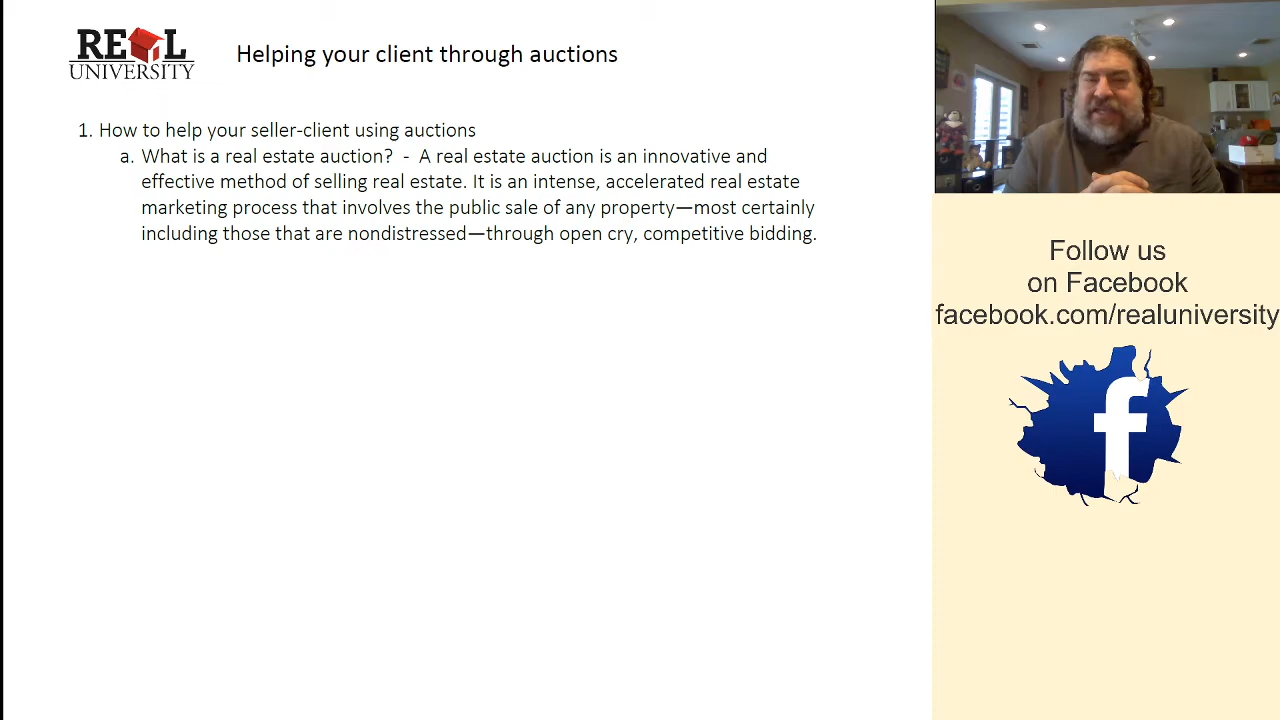 RE L
UNIVERSITY
Helping your client through auctions
1. How to help your seller-client using auctions
a. What is a real estate auction? - A real estate auction is an innovative and
effective method of selling real estate. It is an intense, accelerated real estate
marketing process that involves the public sale of any property—most certainly
including those that are nondistressed—through open cry, competitive bidding.
Follow us
on Facebook
facebook.com/realuniversity
f